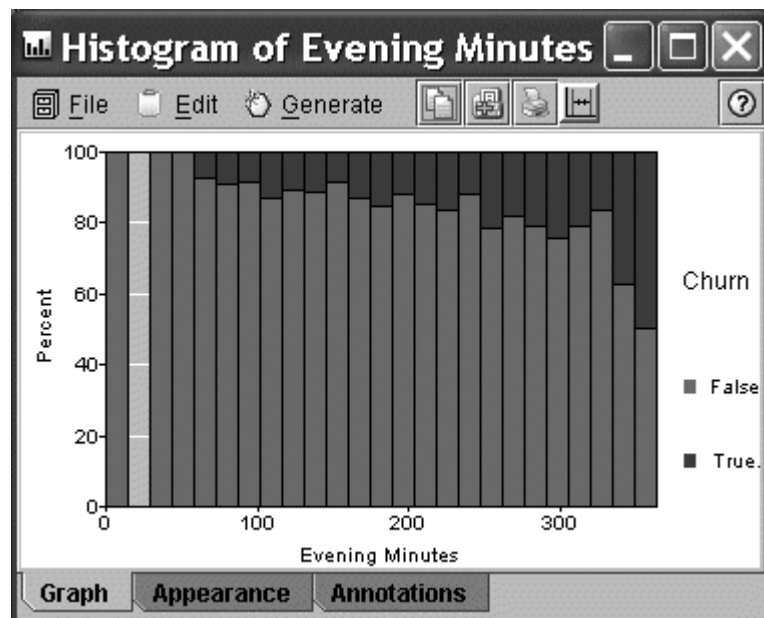 Histogram of Evening Minutes
File Edit Generate
100
80
60
40
20
0
Percent
0 100 200 300
Evening Minutes
Churn
False
True.
Graph Appearance Annotations